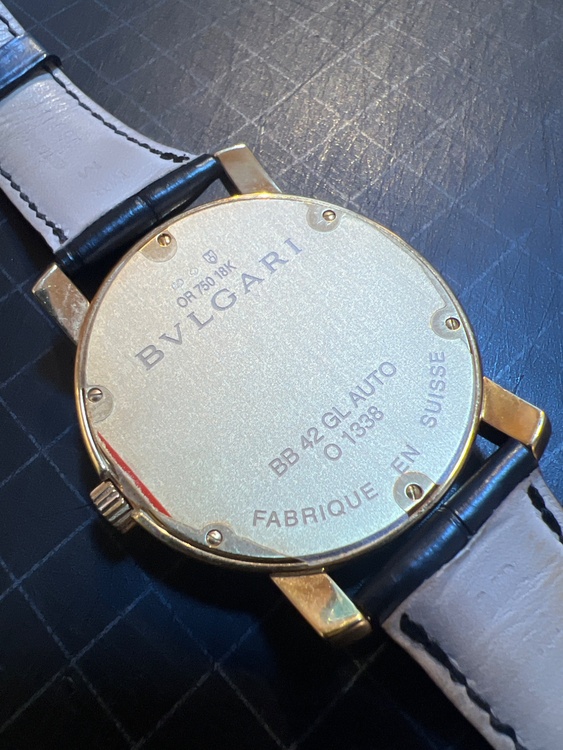 OR 750 18K
BVLGARI
BB 42 GL AUTO
O 1338
FABRIQUE EN SUISSE